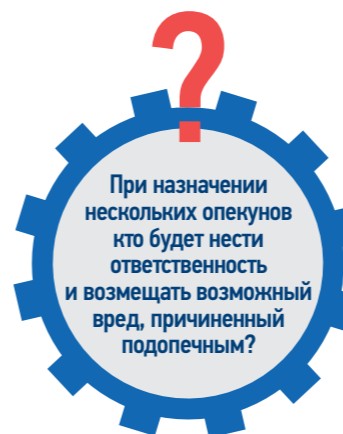 ?
При назначении
нескольких опекунов
кто будет нести
ответственность
и возмещать возможный
вред, причиненный
подопечным?